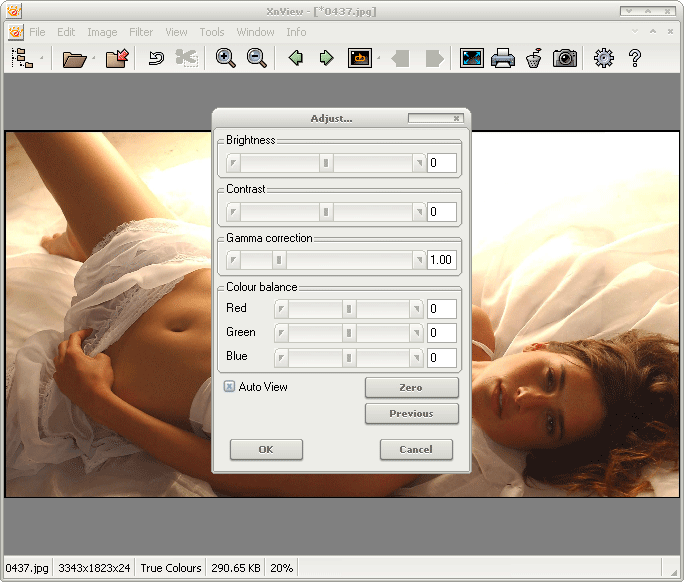 XnView - [*0437.jpg]
File Edit Image Filter View Tools Window Info
Adjust...
Brightness
0
Contrast
0
Gamma correction
1.00
Colour balance
Red 0
Green 0
Blue 0
Auto View
Zero
Previous
OK Cancel
0437.jpg 3343x1823x24 True Colours 290.65 KB 20%